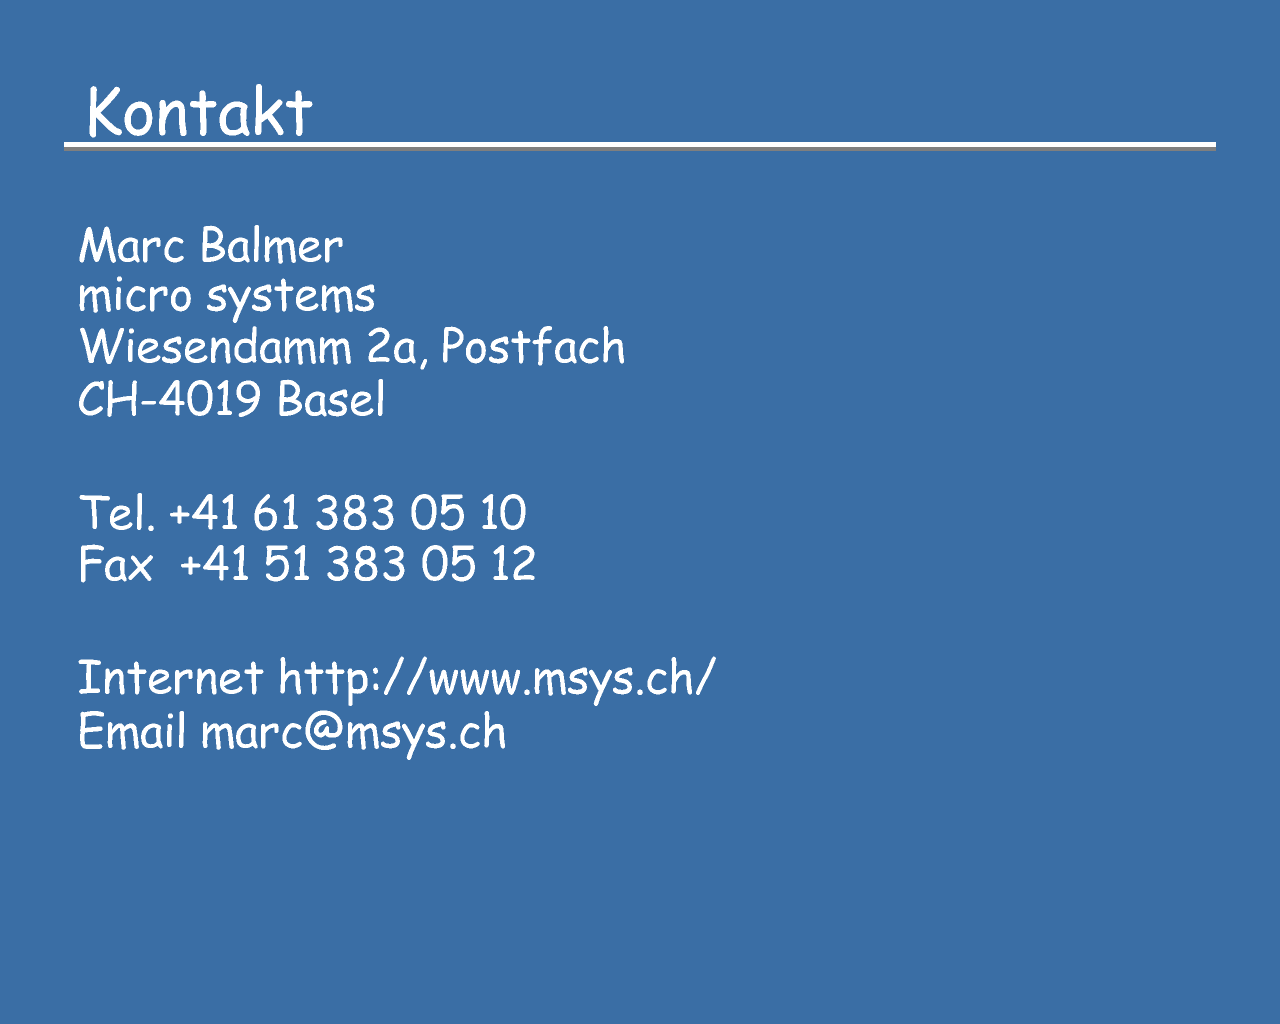 Kontakt
Marc Balmer
micro systems
Wiesendamm 2a, Postfach
CH-4019 Basel
Tel. +41 61 383 05 10
Fax  +41 51 383 05 12
Internet http://www.msys.ch/
Email marc@msys.ch